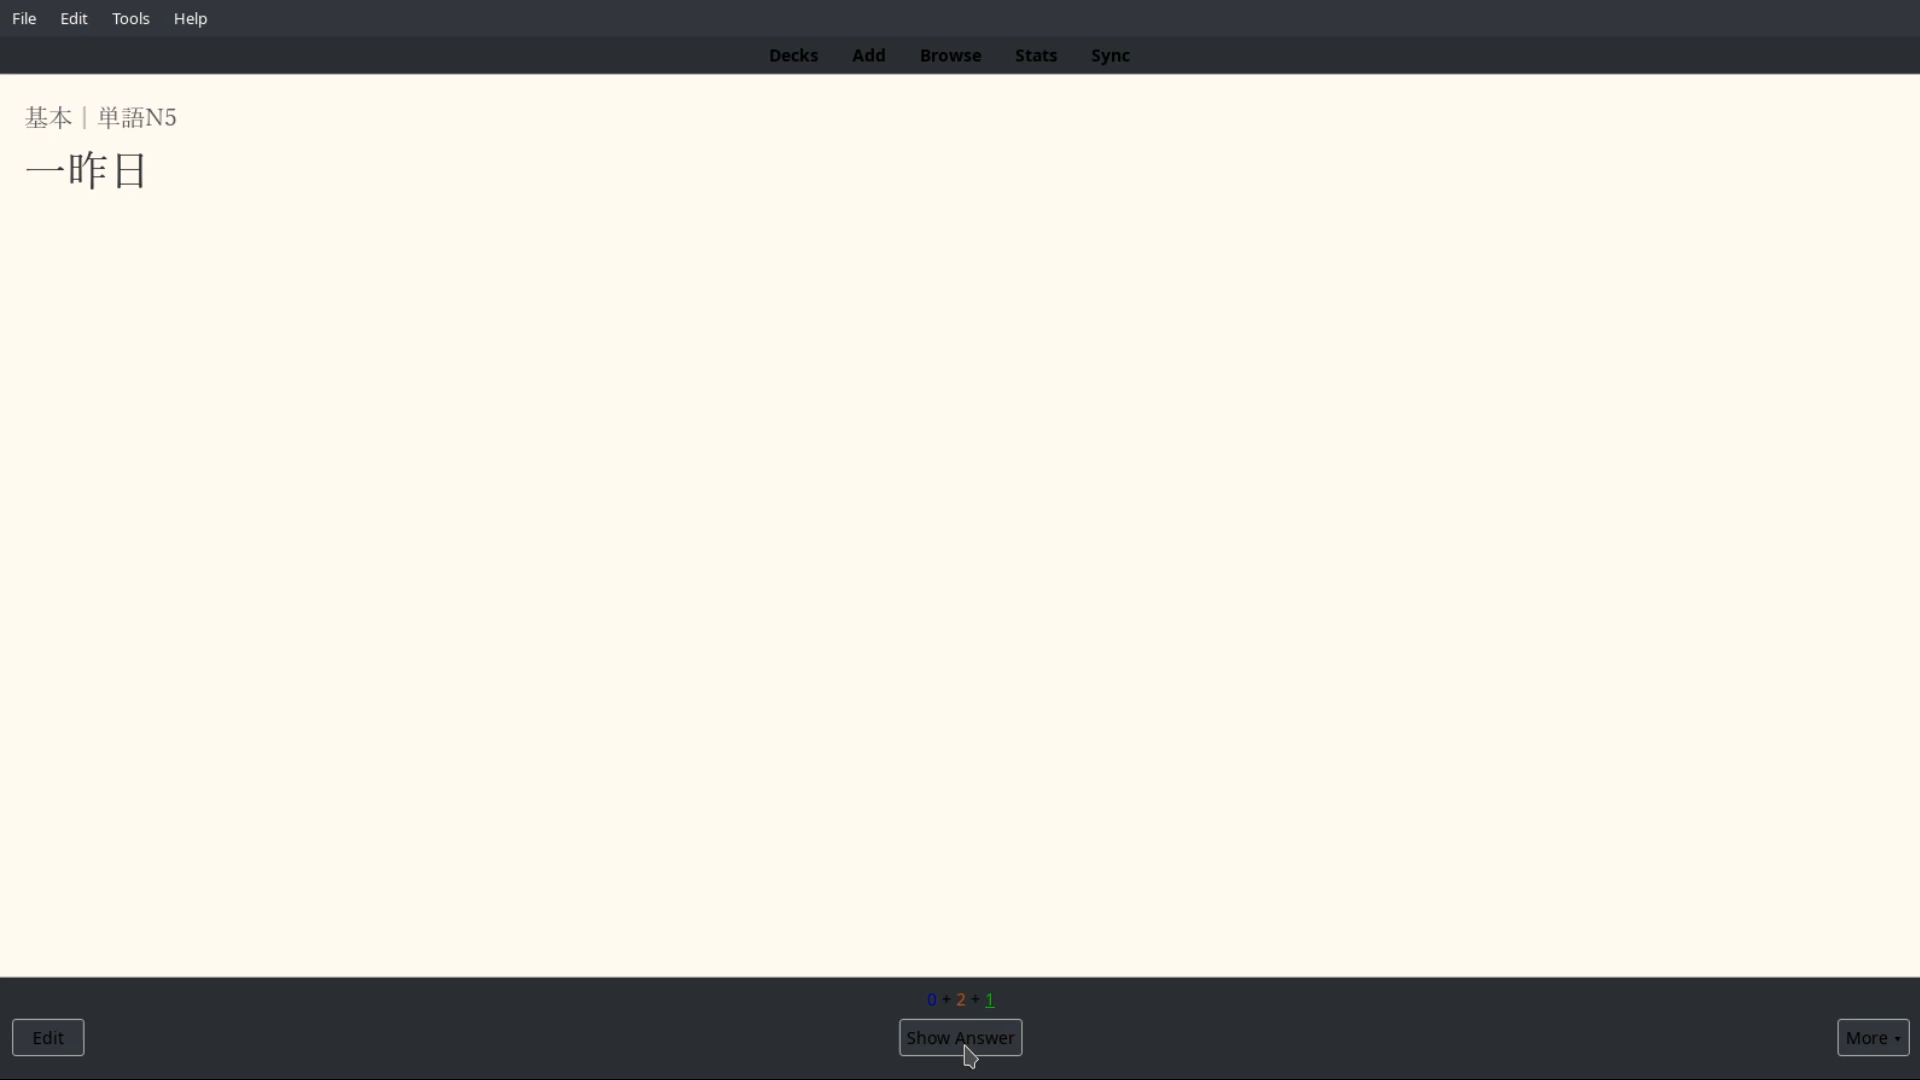 File Edit Tools Help
Decks Add Browse Stats Sync
基本｜単語N5
一昨日
0 + 2 + 1
Edit Show Answer More ▾